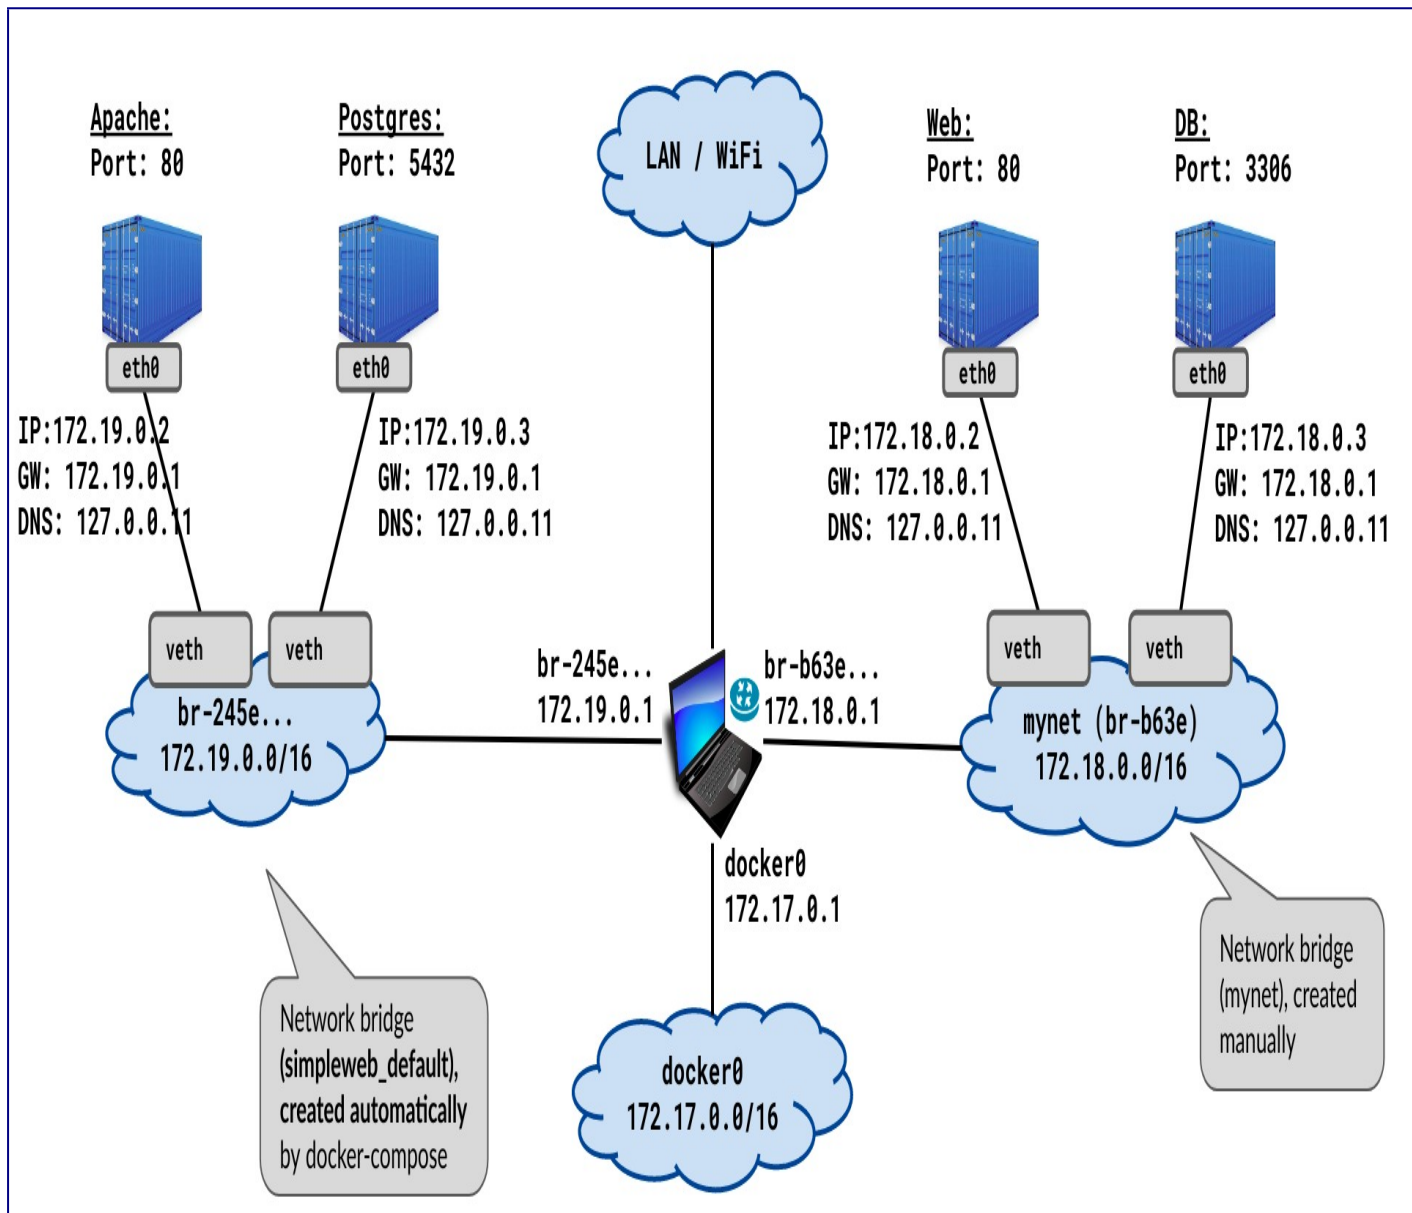 Apache:
Port: 80
Postgres:
Port: 5432
LAN / WiFi
Web:
Port: 80
DB:
Port: 3306
eth0
eth0
eth0
eth0
IP:172.19.0.2
GW: 172.19.0.1
DNS: 127.0.0.11
IP:172.19.0.3
GW: 172.19.0.1
DNS: 127.0.0.11
IP:172.18.0.2
GW: 172.18.0.1
DNS: 127.0.0.11
IP:172.18.0.3
GW: 172.18.0.1
DNS: 127.0.0.11
veth
veth
veth
veth
br-245e...
172.19.0.0/16
br-245e...
172.19.0.1
br-b63e...
172.18.0.1
mynet (br-b63e)
172.18.0.0/16
docker0
172.17.0.1
docker0
172.17.0.0/16
Network bridge
(simpleweb_default),
created automatically
by docker-compose
Network bridge
(mynet), created
manually